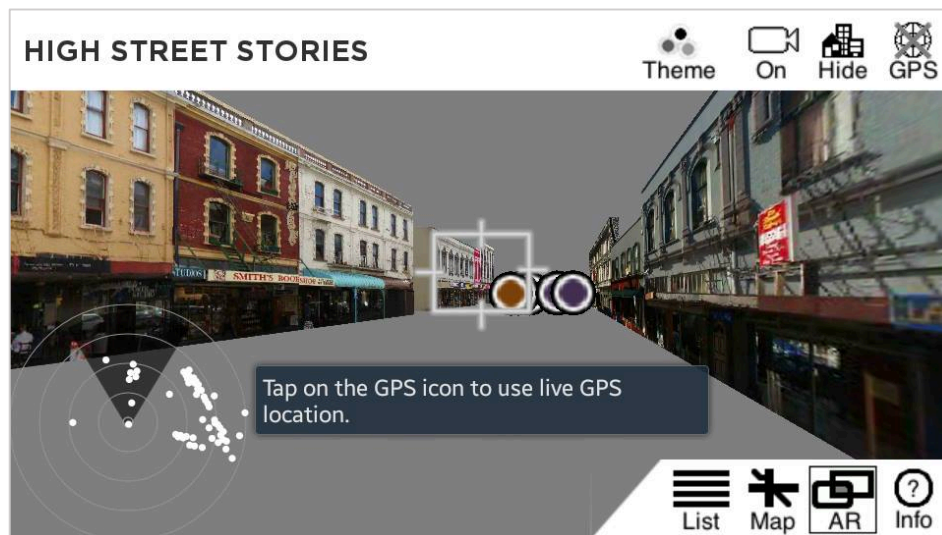 HIGH STREET STORIES
Theme
On
Hide
GPS
TUDIOS
SMITH'S BOOKSHOP
Tap on the GPS icon to use live GPS
location.
List
Map
AR
? Info